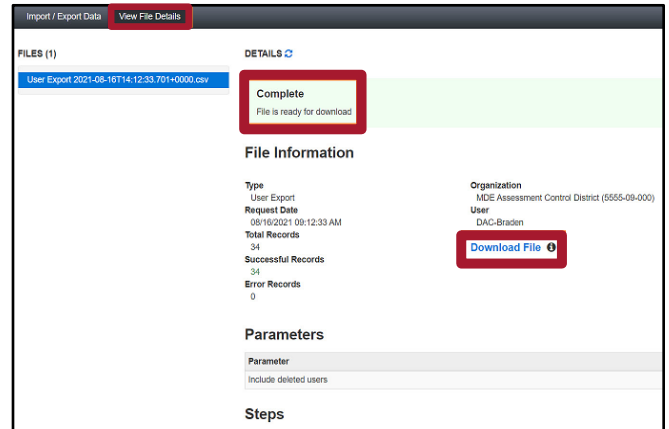 Import / Export Data View File Details
FILES (1)
User Export 2021-08-16T14:12:33.701+0000.csv
DETAILS
Complete
File is ready for download
File Information
Type
User Export
Request Date
08/16/2021 09:12:33 AM
Total Records
34
Successful Records
34
Error Records
0
Organization
MDE Assessment Control District (5555-09-000)
User
DAC-Braden
Download File
Parameters
Parameter
Include deleted users
Steps